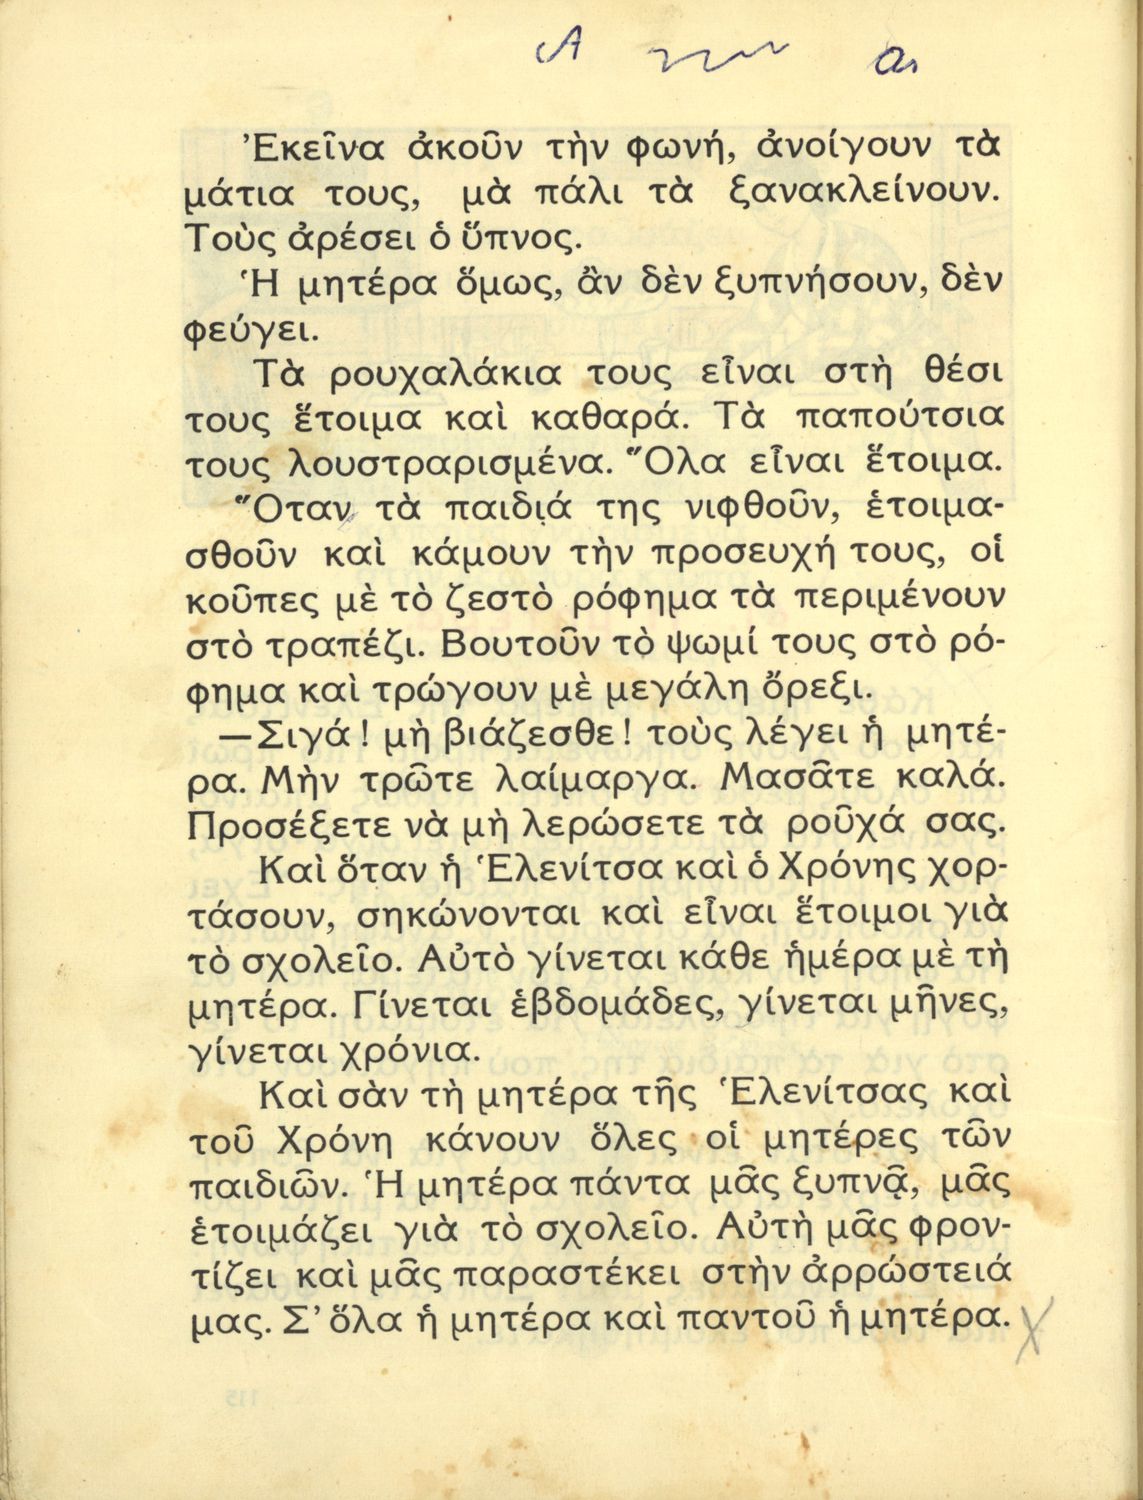 Ἐκεῖνα ἀκοῦν τὴν φωνή, ἀνοίγουν τὰ
μάτια τους, μὰ πάλι τὰ ξανακλείνουν.
Τοὺς ἀρέσει ὁ ὕπνος.
Ἡ μητέρα ὅμως, ἂν δὲν ξυπνήσουν, δὲν
φεύγει.
Τὰ ρουχαλάκια τους εἶναι στὴ θέσι
τους ἕτοιμα καὶ καθαρά. Τὰ παπούτσια
τους λουστραρισμένα. Ὅλα εἶναι ἕτοιμα.
Ὅταν τὰ παιδιά της νιφθοῦν, ἑτοιμα-
σθοῦν καὶ κάμουν τὴν προσευχή τους, οἱ
κοῦπες μὲ τὸ ζεστὸ ρόφημα τὰ περιμένουν
στὸ τραπέζι. Βουτοῦν τὸ ψωμί τους στὸ ρό-
φημα καὶ τρώγουν μὲ μεγάλη ὄρεξι.
—Σιγά! μὴ βιάζεσθε! τοὺς λέγει ἡ μητέ-
ρα. Μὴν τρῶτε λαίμαργα. Μασᾶτε καλά.
Προσέξετε νὰ μὴ λερώσετε τὰ ροῦχά σας.
Καὶ ὅταν ἡ Ἑλενίτσα καὶ ὁ Χρόνης χορ-
τάσουν, σηκώνονται καὶ εἶναι ἕτοιμοι γιὰ
τὸ σχολεῖο. Αὐτὸ γίνεται κάθε ἡμέρα μὲ τὴ
μητέρα. Γίνεται ἑβδομάδες, γίνεται μῆνες,
γίνεται χρόνια.
Καὶ σὰν τὴ μητέρα τῆς Ἑλενίτσας καὶ
τοῦ Χρόνη κάνουν ὅλες οἱ μητέρες τῶν
παιδιῶν. Ἡ μητέρα πάντα μᾶς ξυπνᾷ, μᾶς
ἑτοιμάζει γιὰ τὸ σχολεῖο. Αὐτὴ μᾶς φρον-
τίζει καὶ μᾶς παραστέκει στὴν ἀρρώστειά
μας. Σ' ὅλα ἡ μητέρα καὶ παντοῦ ἡ μητέρα.